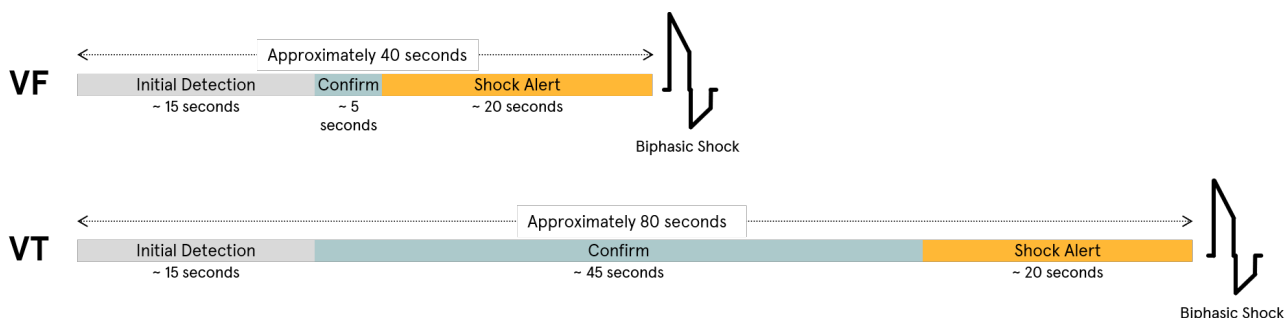 Approximately 40 seconds
VF
Initial Detection
Confirm
Shock Alert
~ 15 seconds
~ 5
seconds
~ 20 seconds
Biphasic Shock
Approximately 80 seconds
VT
Initial Detection
Confirm
Shock Alert
~ 15 seconds
~ 45 seconds
~ 20 seconds
Biphasic Shock